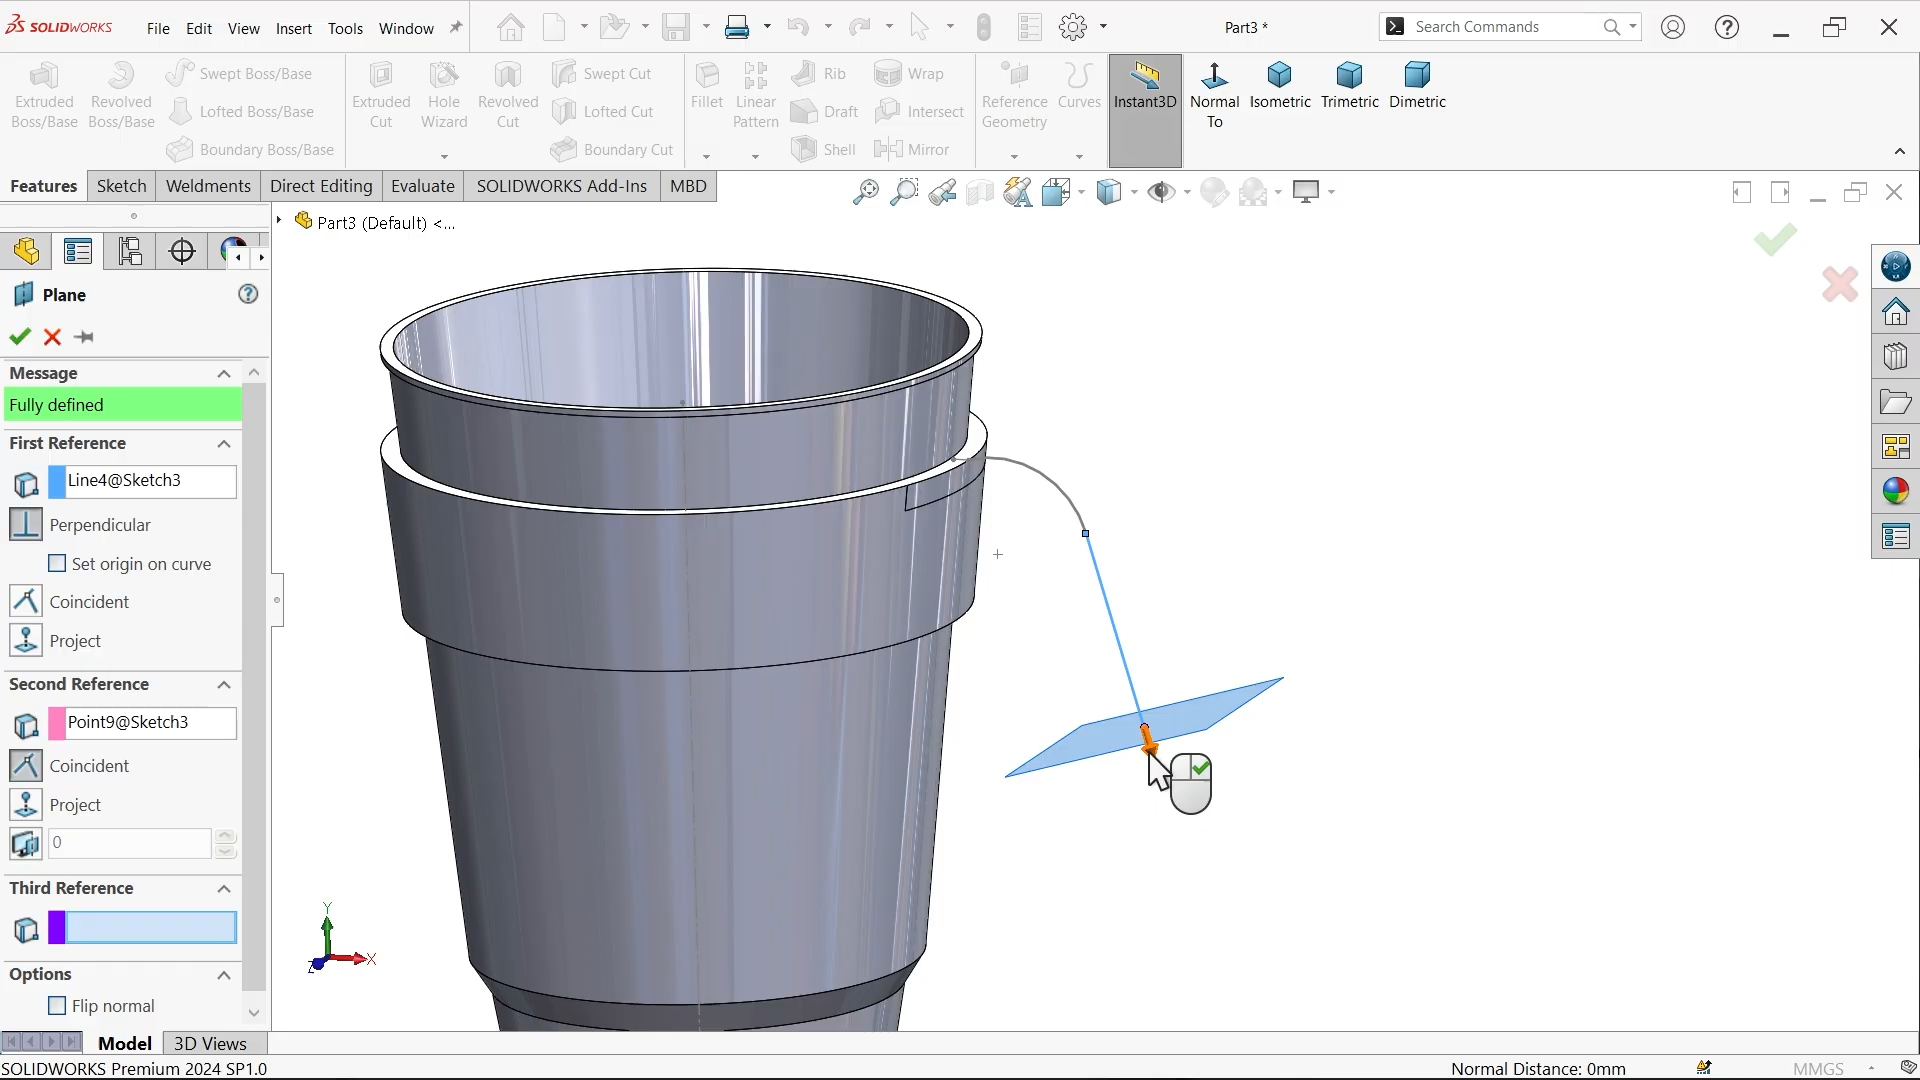 SOLIDWORKS File Edit View Insert Tools Window Part3 * Search Commands
Extruded Boss/Base
Revolved Boss/Base
Swept Boss/Base
Lofted Boss/Base
Boundary Boss/Base
Extruded Cut
Hole Wizard
Revolved Cut
Swept Cut
Lofted Cut
Boundary Cut
Fillet
Linear Pattern
Rib
Draft
Shell
Wrap
Intersect
Mirror
Reference Geometry
Curves
Instant3D
Normal To
Isometric
Trimetric
Dimetric
Features Sketch Weldments Direct Editing Evaluate SOLIDWORKS Add-Ins MBD
Part3 (Default) <...
Plane
Message
Fully defined
First Reference
Line4@Sketch3
Perpendicular
Set origin on curve
Coincident
Project
Second Reference
Point9@Sketch3
Coincident
Project
0
Third Reference
Options
Flip normal
Y
X
Z
Model 3D Views
SOLIDWORKS Premium 2024 SP1.0 Normal Distance: 0mm MMGS